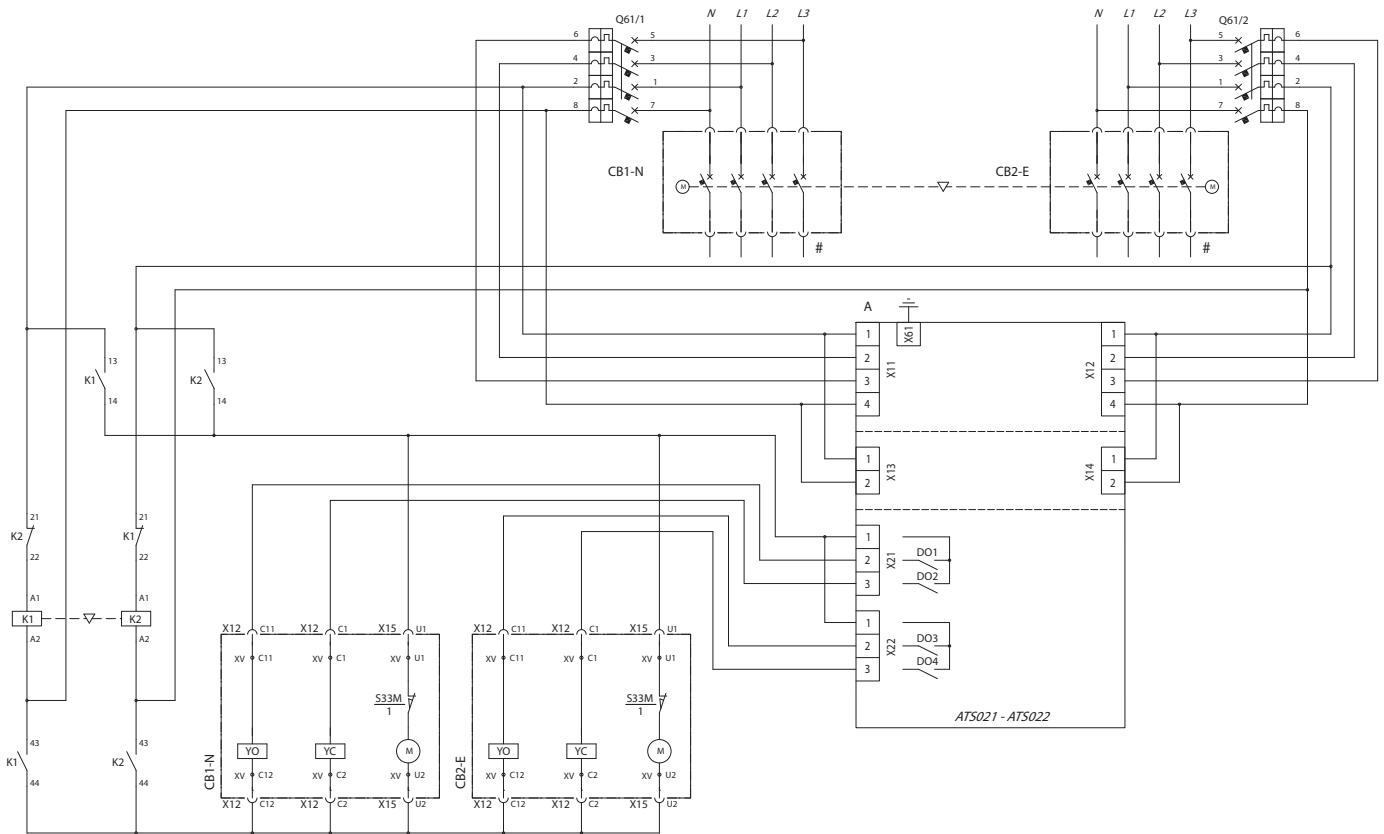 N L1 L2 L3 N L1 L2 L3
Q61/1 Q61/2
6 5 5 6
4 3 3 4
2 1 1 2
8 7 7 8
CB1-N CB2-E
M M
# #
A
X61
1 1
2 2
X11 X12
3 3
4 4
13 13
K1 K2
14 14
1 1
X13 X14
2 2
21 21
K2 K1
22 22
1
2 X21 DO1
3 DO2
A1 A1
K1 K2
A2 A2
1
2 X22 DO3
3 DO4
X12 C11 X12 C1 X15 U1 X12 C11 X12 C1 X15 U1
XV C11 XV C1 XV U1 XV C11 XV C1 XV U1
S33M S33M
1 1
ATS021 - ATS022
43 43
K1 K2
44 44
YO YC M YO YC M
CB1-N CB2-E
XV C12 XV C2 XV U2 XV C12 XV C2 XV U2
X12 C12 X12 C2 X15 U2 X12 C12 X12 C2 X15 U2